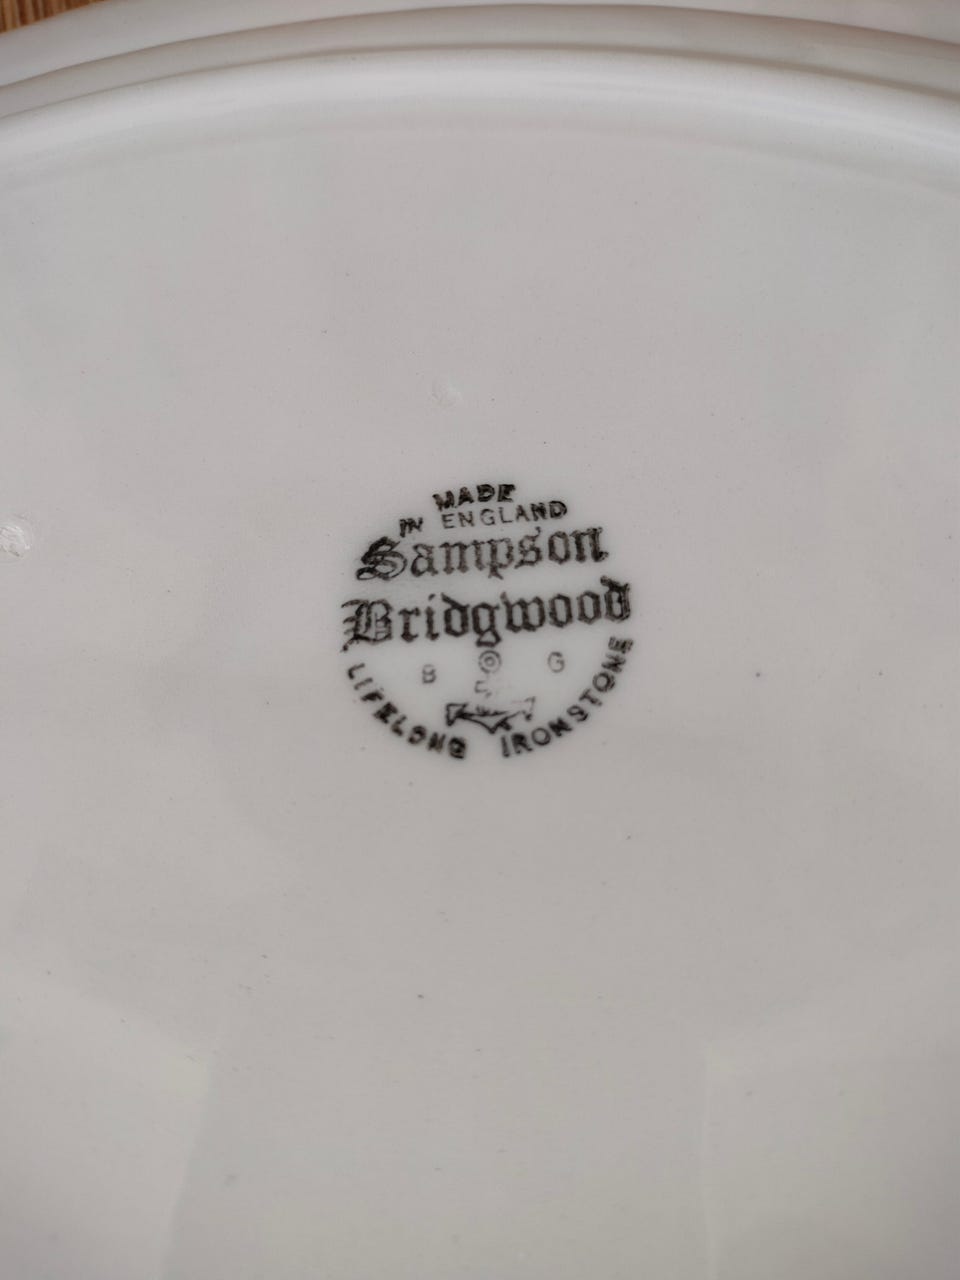 MADE
IN ENGLAND
Sampson
Bridgwood
B G
LIFELONG IRONSTONE